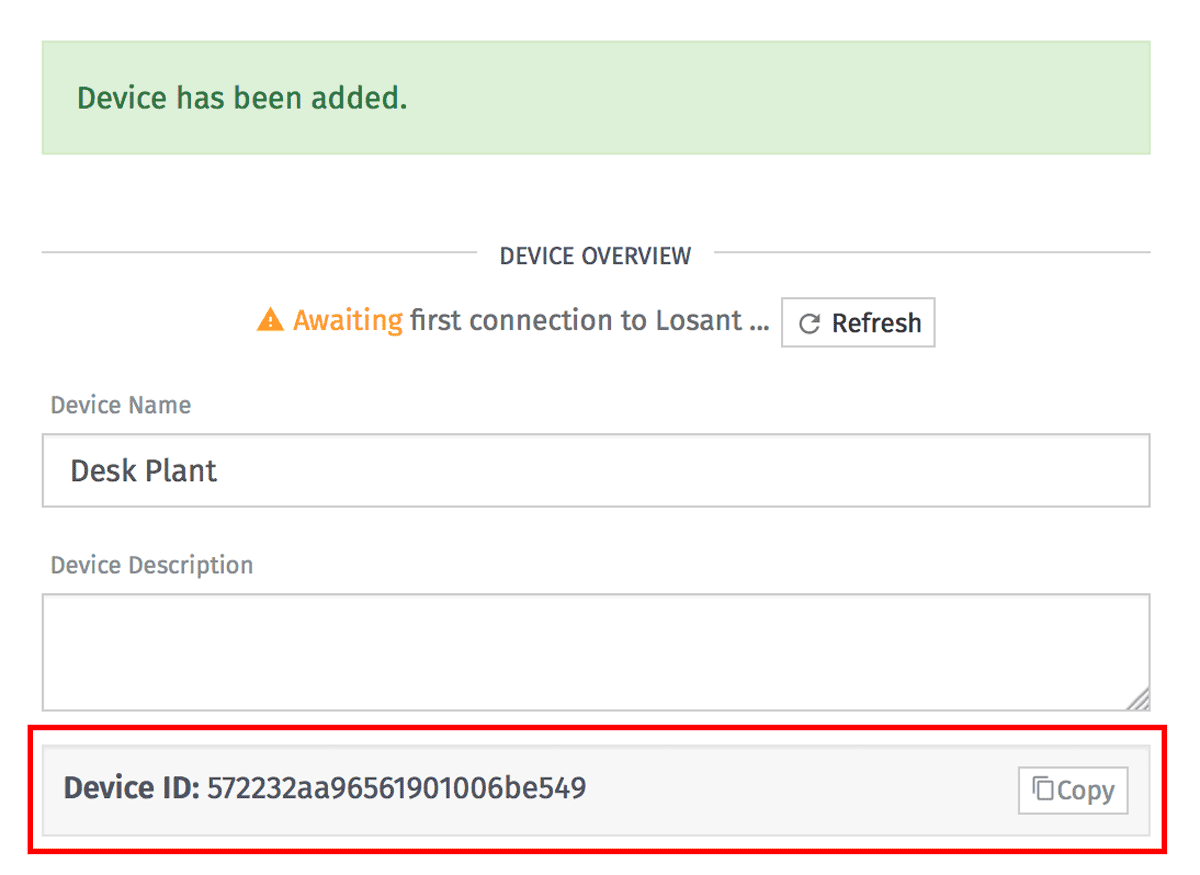 Device has been added.
DEVICE OVERVIEW
Awaiting first connection to Losant ... Refresh
Device Name
Desk Plant
Device Description
Device ID: 572232aa96561901006be549 Copy